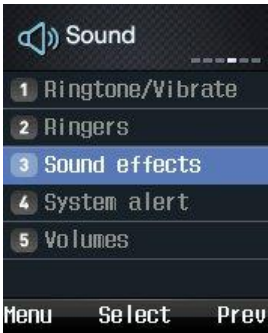 Sound
1 Ringtone/Vibrate
2 Ringers
3 Sound effects
4 System alert
5 Volumes
Menu Select Prev